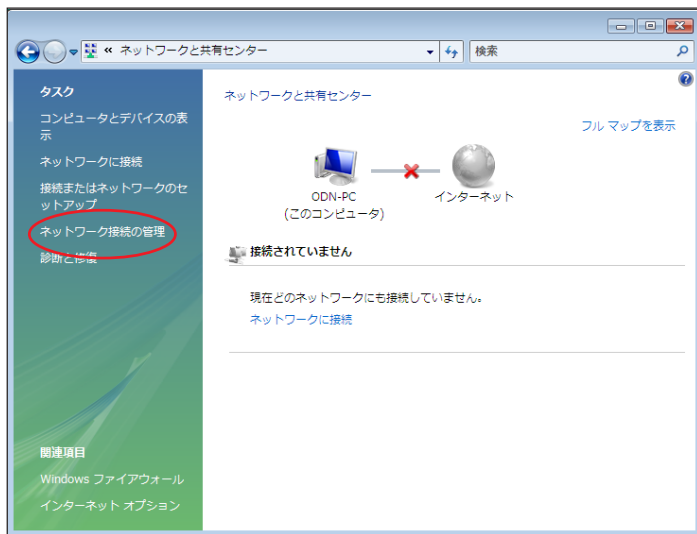 « ネットワークと共有センター
検索
タスク
コンピュータとデバイスの表
示
ネットワークに接続
接続またはネットワークのセ
ットアップ
ネットワーク接続の管理
診断と修復
関連項目
Windows ファイアウォール
インターネット オプション
ネットワークと共有センター
フル マップを表示
ODN-PC
(このコンピュータ)
インターネット
接続されていません
現在どのネットワークにも接続していません。
ネットワークに接続